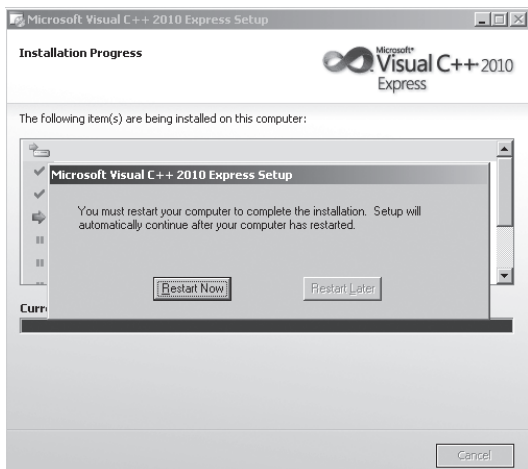 Microsoft Visual C++ 2010 Express Setup
Installation Progress
Microsoft®
Visual C++ 2010
Express
The following item(s) are being installed on this computer:
Microsoft Visual C++ 2010 Express Setup
You must restart your computer to complete the installation. Setup will
automatically continue after your computer has restarted.
Restart Now
Restart Later
Curr
Cancel